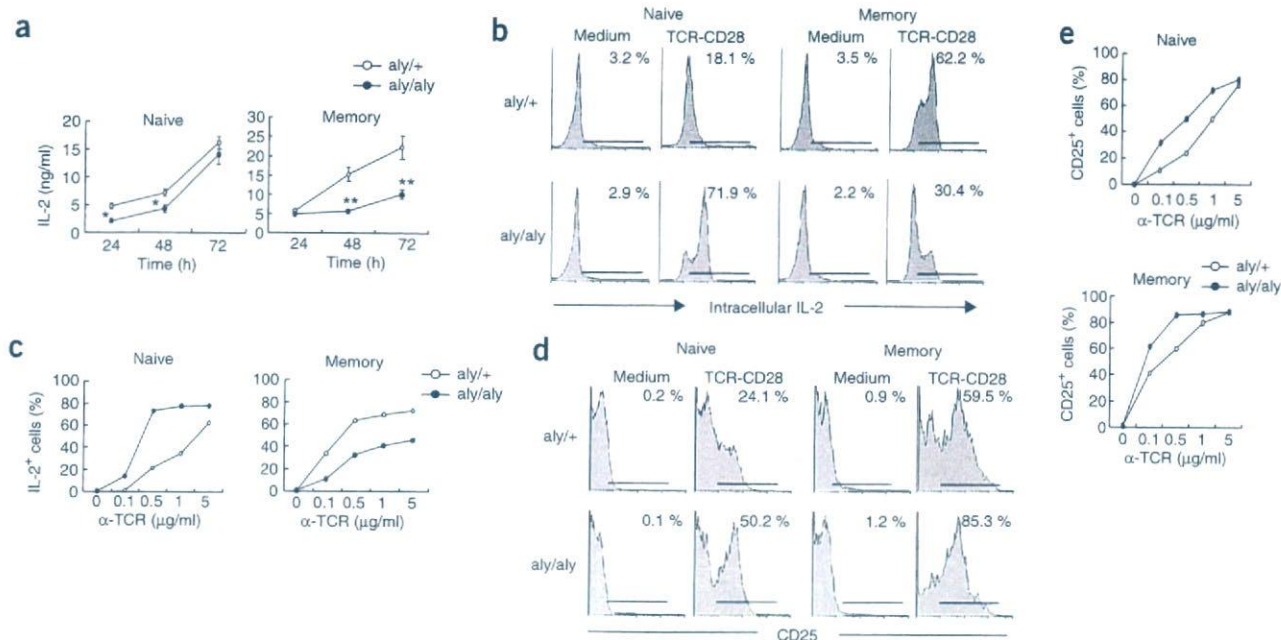 a
aly/+
aly/aly
Naive
Memory
IL-2 (ng/ml)
20
15
10
5
0
30
25
20
15
10
5
0
*
*
**
**
24 48 72
24 48 72
Time (h)
Time (h)
b
Naive
Memory
Medium TCR-CD28
Medium TCR-CD28
aly/+
3.2 %
18.1 %
3.5 %
62.2 %
aly/aly
2.9 %
71.9 %
2.2 %
30.4 %
Intracellular IL-2
c
Naive
Memory
aly/+
aly/aly
IL-2+ cells (%)
100
80
60
40
20
0
100
80
60
40
20
0
0 0.1 0.5 1 5
0 0.1 0.5 1 5
α-TCR (μg/ml)
α-TCR (μg/ml)
d
Naive
Memory
Medium TCR-CD28
Medium TCR-CD28
aly/+
0.2 %
24.1 %
0.9 %
59.5 %
aly/aly
0.1 %
50.2 %
1.2 %
85.3 %
CD25
e
Naive
CD25+ cells (%)
100
80
60
40
20
0
0 0.1 0.5 1 5
α-TCR (μg/ml)
Memory
aly/+
aly/aly
CD25+ cells (%)
100
80
60
40
20
0
0 0.1 0.5 1 5
α-TCR (μg/ml)